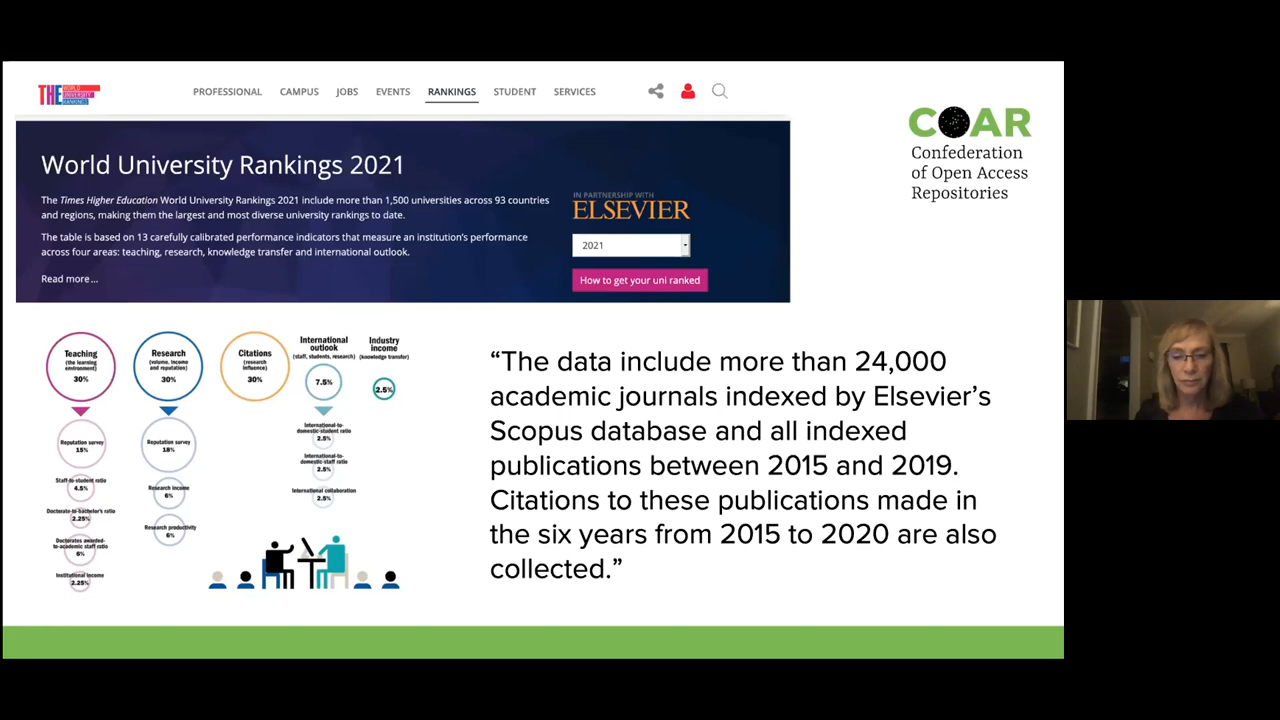 THE WORLD UNIVERSITY RANKINGS
PROFESSIONAL CAMPUS JOBS EVENTS RANKINGS STUDENT SERVICES
COAR
Confederation
of Open Access
Repositories
World University Rankings 2021
The Times Higher Education World University Rankings 2021 include more than 1,500 universities across 93 countries
and regions, making them the largest and most diverse university rankings to date.
The table is based on 13 carefully calibrated performance indicators that measure an institution's performance
across four areas: teaching, research, knowledge transfer and international outlook.
Read more...
IN PARTNERSHIP WITH
ELSEVIER
2021
How to get your uni ranked
Teaching
(the learning
environment)
30%
Reputation survey
15%
Staff-to-student ratio
4.5%
Doctorate-to-bachelor's ratio
2.25%
Doctorates awarded-
to-academic staff ratio
6%
Institutional income
2.25%
Research
(volume, income
and reputation)
30%
Reputation survey
18%
Research income
6%
Research productivity
6%
Citations
(research
influence)
30%
International
outlook
(staff, students, research)
7.5%
International-to-
domestic-student ratio
2.5%
International-to-
domestic-staff ratio
2.5%
International collaboration
2.5%
Industry
income
(knowledge transfer)
2.5%
“The data include more than 24,000
academic journals indexed by Elsevier’s
Scopus database and all indexed
publications between 2015 and 2019.
Citations to these publications made in
the six years from 2015 to 2020 are also
collected.”